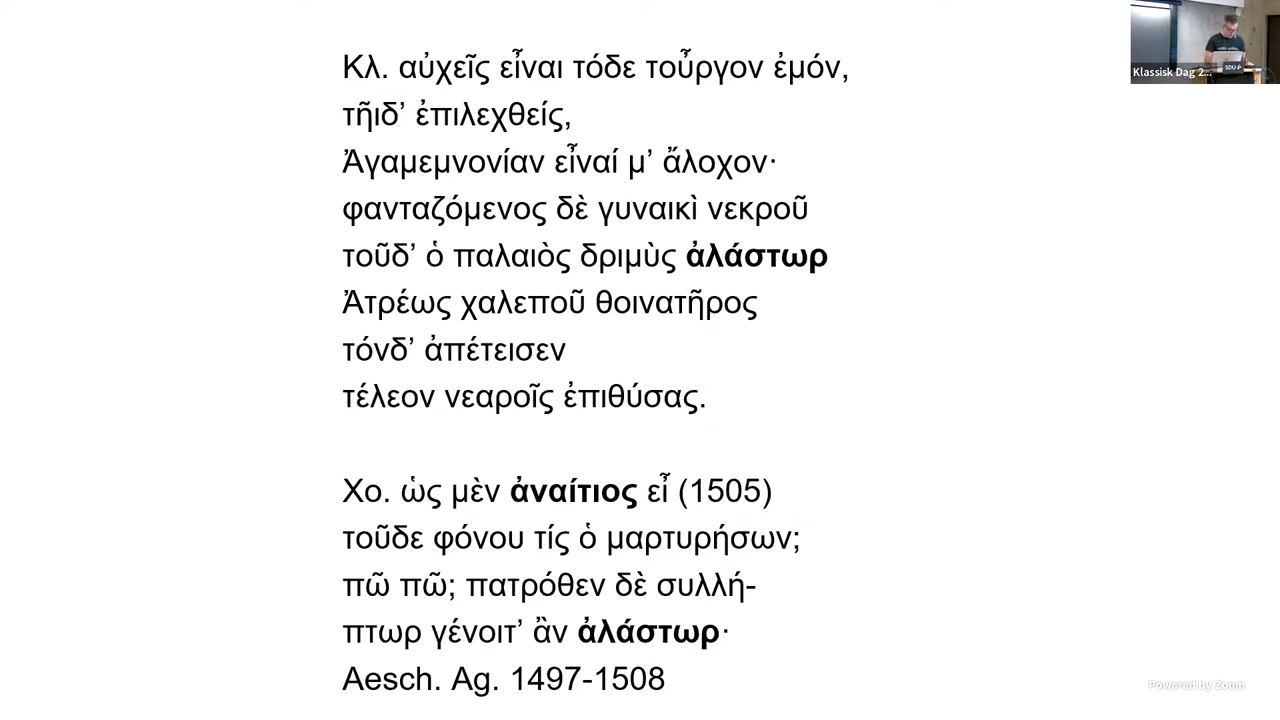 Κλ. αὐχεῖς εἶναι τόδε τοὖργον ἐμόν,
τῆιδ’ ἐπιλεχθείς,
Ἀγαμεμνονίαν εἶναί μ’ ἄλοχον·
φανταζόμενος δὲ γυναικὶ νεκροῦ
τοῦδ’ ὁ παλαιὸς δριμὺς ἀλάστωρ
Ἀτρέως χαλεποῦ θοινατῆρος
τόνδ’ ἀπέτεισεν
τέλεον νεαροῖς ἐπιθύσας.
Χο. ὡς μὲν ἀναίτιος εἶ (1505)
τοῦδε φόνου τίς ὁ μαρτυρήσων;
πῶ πῶ; πατρόθεν δὲ συλλή-
πτωρ γένοιτ’ ἂν ἀλάστωρ·
Aesch. Ag. 1497-1508
Klassisk Dag 2...
SDU
Powered by Zoom